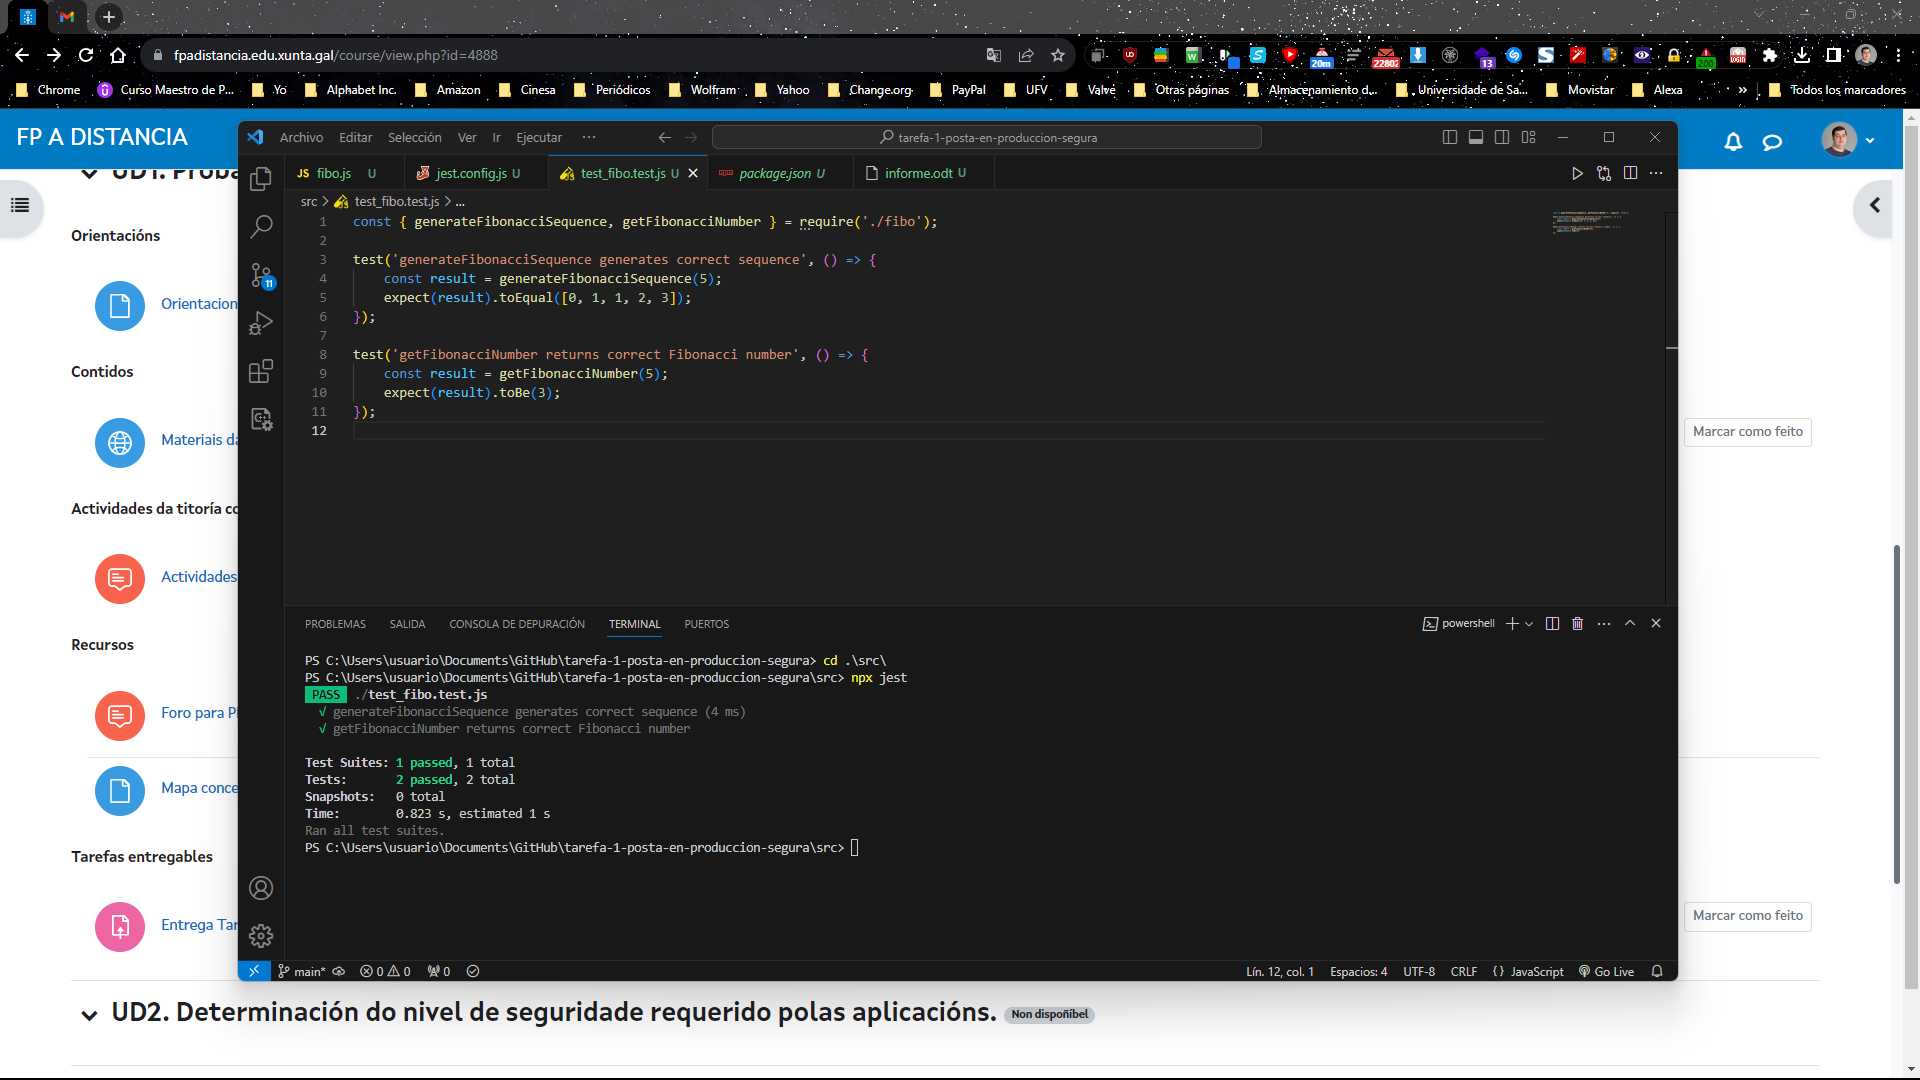 fpadistancia.edu.xunta.gal/course/view.php?id=4888
20m
22802
13
200
Chrome Curso Maestro de P... Yo Alphabet Inc. Amazon Cinesa Periódicos Wolfram Yahoo Change.org PayPal UFV Valve Otras páginas Almacenamiento d... Universidade de Sa... Movistar Alexa » Todos los marcadores
FP A DISTANCIA
Orientacións
Orientacion
Contidos
Materiais da
Actividades da titoría co
Actividades
Recursos
Foro para P
Mapa conce
Tarefas entregables
Entrega Tar
Marcar como feito
Marcar como feito
UD2. Determinación do nivel de seguridade requerido polas aplicacións. Non dispoñíbel
Archivo Editar Selección Ver Ir Ejecutar ···
tarefa-1-posta-en-produccion-segura
JS fibo.js U
jest.config.js U
test_fibo.test.js U
package.json U
informe.odt U
src > test_fibo.test.js > ...
11
1 const { generateFibonacciSequence, getFibonacciNumber } = require('./fibo');
2
3 test('generateFibonacciSequence generates correct sequence', () => {
4 const result = generateFibonacciSequence(5);
5 expect(result).toEqual([0, 1, 1, 2, 3]);
6 });
7
8 test('getFibonacciNumber returns correct Fibonacci number', () => {
9 const result = getFibonacciNumber(5);
10 expect(result).toBe(3);
11 });
12
PROBLEMAS SALIDA CONSOLA DE DEPURACIÓN TERMINAL PUERTOS
powershell
PS C:\Users\usuario\Documents\GitHub\tarefa-1-posta-en-produccion-segura> cd .\src\
PS C:\Users\usuario\Documents\GitHub\tarefa-1-posta-en-produccion-segura\src> npx jest
PASS ./test_fibo.test.js
√ generateFibonacciSequence generates correct sequence (4 ms)
√ getFibonacciNumber returns correct Fibonacci number
Test Suites: 1 passed, 1 total
Tests: 2 passed, 2 total
Snapshots: 0 total
Time: 0.823 s, estimated 1 s
Ran all test suites.
PS C:\Users\usuario\Documents\GitHub\tarefa-1-posta-en-produccion-segura\src>
main* 0 0 0
Lín. 12, col. 1 Espacios: 4 UTF-8 CRLF {} JavaScript Go Live